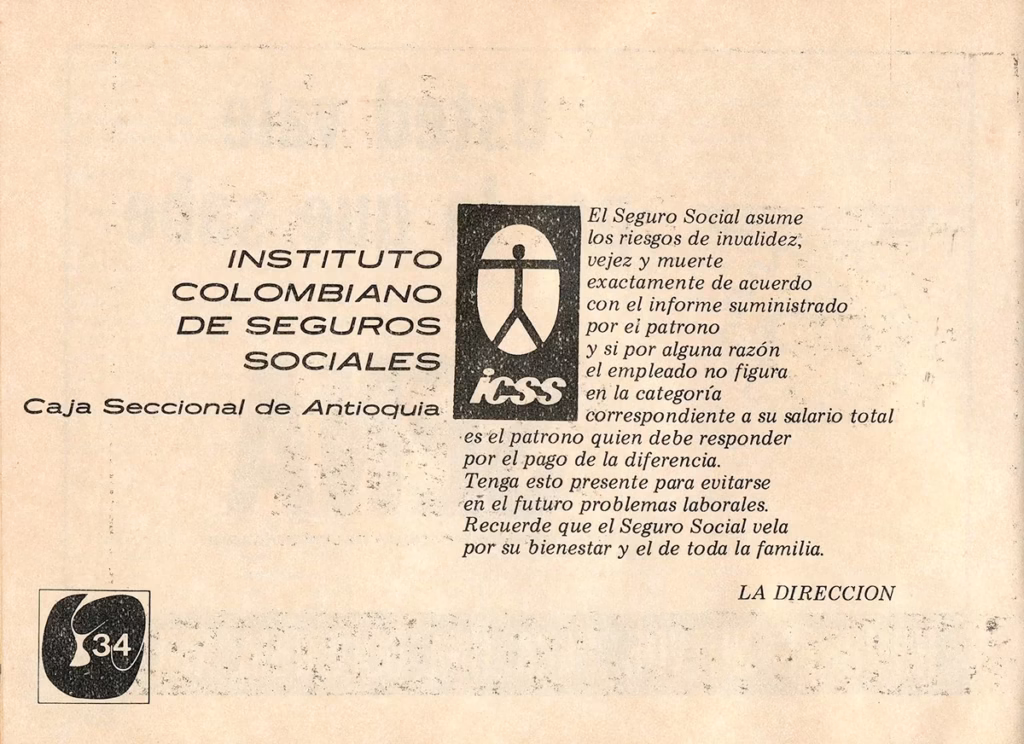 INSTITUTO
COLOMBIANO
DE SEGUROS
SOCIALES
Caja Seccional de Antioquia
icss
El Seguro Social asume
los riesgos de invalidez,
vejez y muerte
exactamente de acuerdo
con el informe suministrado
por el patrono
y si por alguna razón
el empleado no figura
en la categoría
correspondiente a su salario total
es el patrono quien debe responder
por el pago de la diferencia.
Tenga esto presente para evitarse
en el futuro problemas laborales.
Recuerde que el Seguro Social vela
por su bienestar y el de toda la familia.
LA DIRECCION
34